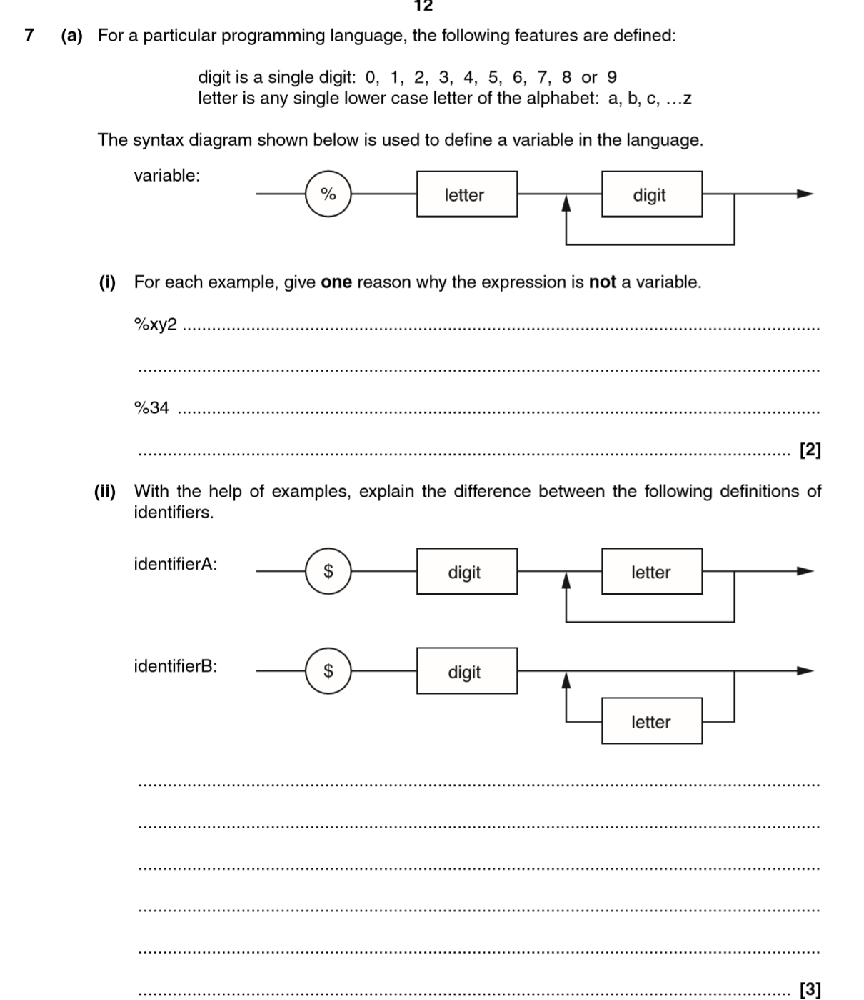 12
7 (a) For a particular programming language, the following features are defined:
digit is a single digit: 0, 1, 2, 3, 4, 5, 6, 7, 8 or 9
letter is any single lower case letter of the alphabet: a, b, c, …z
The syntax diagram shown below is used to define a variable in the language.
variable:
% letter digit
(i) For each example, give one reason why the expression is not a variable.
%xy2
%34
[2]
(ii) With the help of examples, explain the difference between the following definitions of
identifiers.
identifierA:
$ digit letter
identifierB:
$ digit
letter
[3]